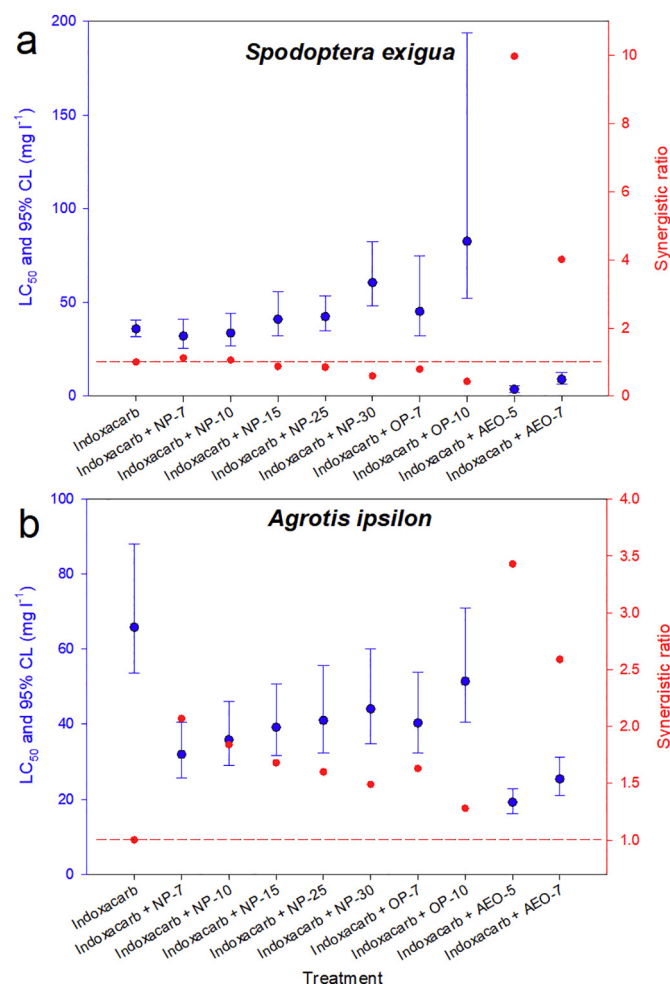 a
Spodoptera exigua
LC50 and 95% CL (mg l-1)
200
150
100
50
0
10
8
6
4
2
0
Synergistic ratio
Indoxacarb
Indoxacarb + NP-7
Indoxacarb + NP-10
Indoxacarb + NP-15
Indoxacarb + NP-25
Indoxacarb + NP-30
Indoxacarb + OP-7
Indoxacarb + OP-10
Indoxacarb + AEO-5
Indoxacarb + AEO-7
b
Agrotis ipsilon
LC50 and 95% CL (mg l-1)
100
80
60
40
20
0
4.0
3.5
3.0
2.5
2.0
1.5
1.0
Synergistic ratio
Indoxacarb
Indoxacarb + NP-7
Indoxacarb + NP-10
Indoxacarb + NP-15
Indoxacarb + NP-25
Indoxacarb + NP-30
Indoxacarb + OP-7
Indoxacarb + OP-10
Indoxacarb + AEO-5
Indoxacarb + AEO-7
Treatment